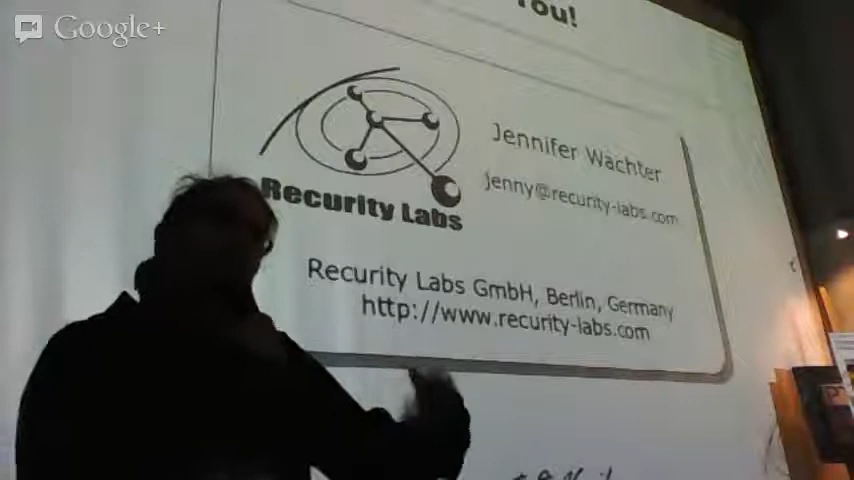 Google+
You!
Jennifer Wachter
jenny@recurity-labs.com
Recurity Labs
Recurity Labs GmbH, Berlin, Germany
http://www.recurity-labs.com